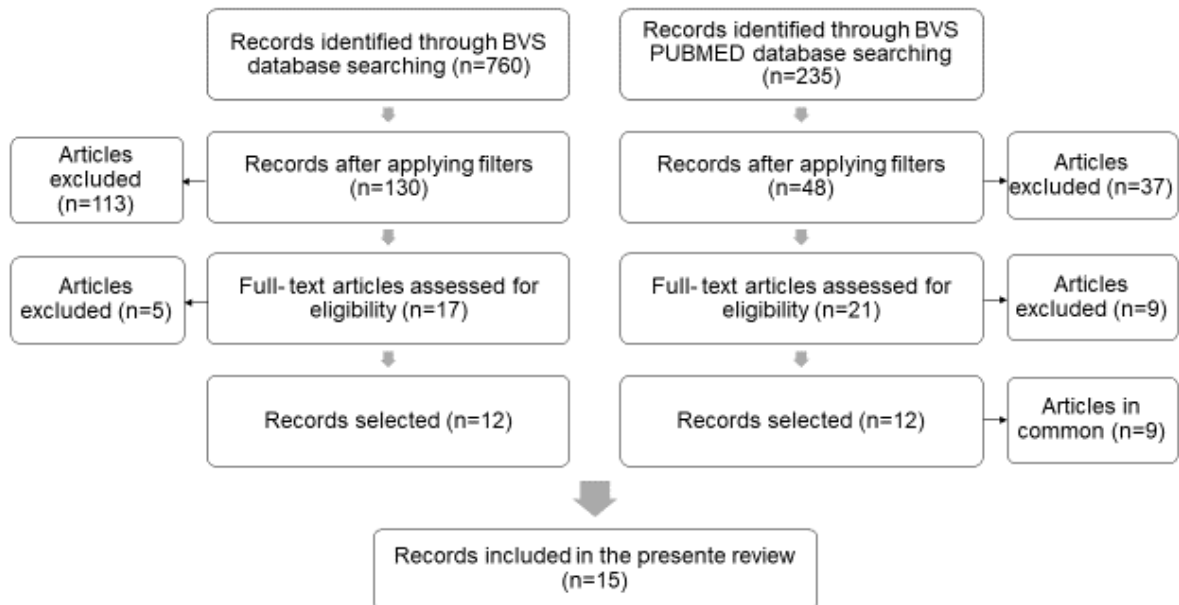 Records identified through BVS
database searching (n=760)
Records identified through BVS
PUBMED database searching
(n=235)
Articles
excluded
(n=113)
Records after applying filters
(n=130)
Records after applying filters
(n=48)
Articles
excluded (n=37)
Articles
excluded (n=5)
Full- text articles assessed for
eligibility (n=17)
Full-text articles assessed for
eligibility (n=21)
Articles
excluded (n=9)
Records selected (n=12)
Records selected (n=12)
Articles in
common (n=9)
Records included in the presente review
(n=15)